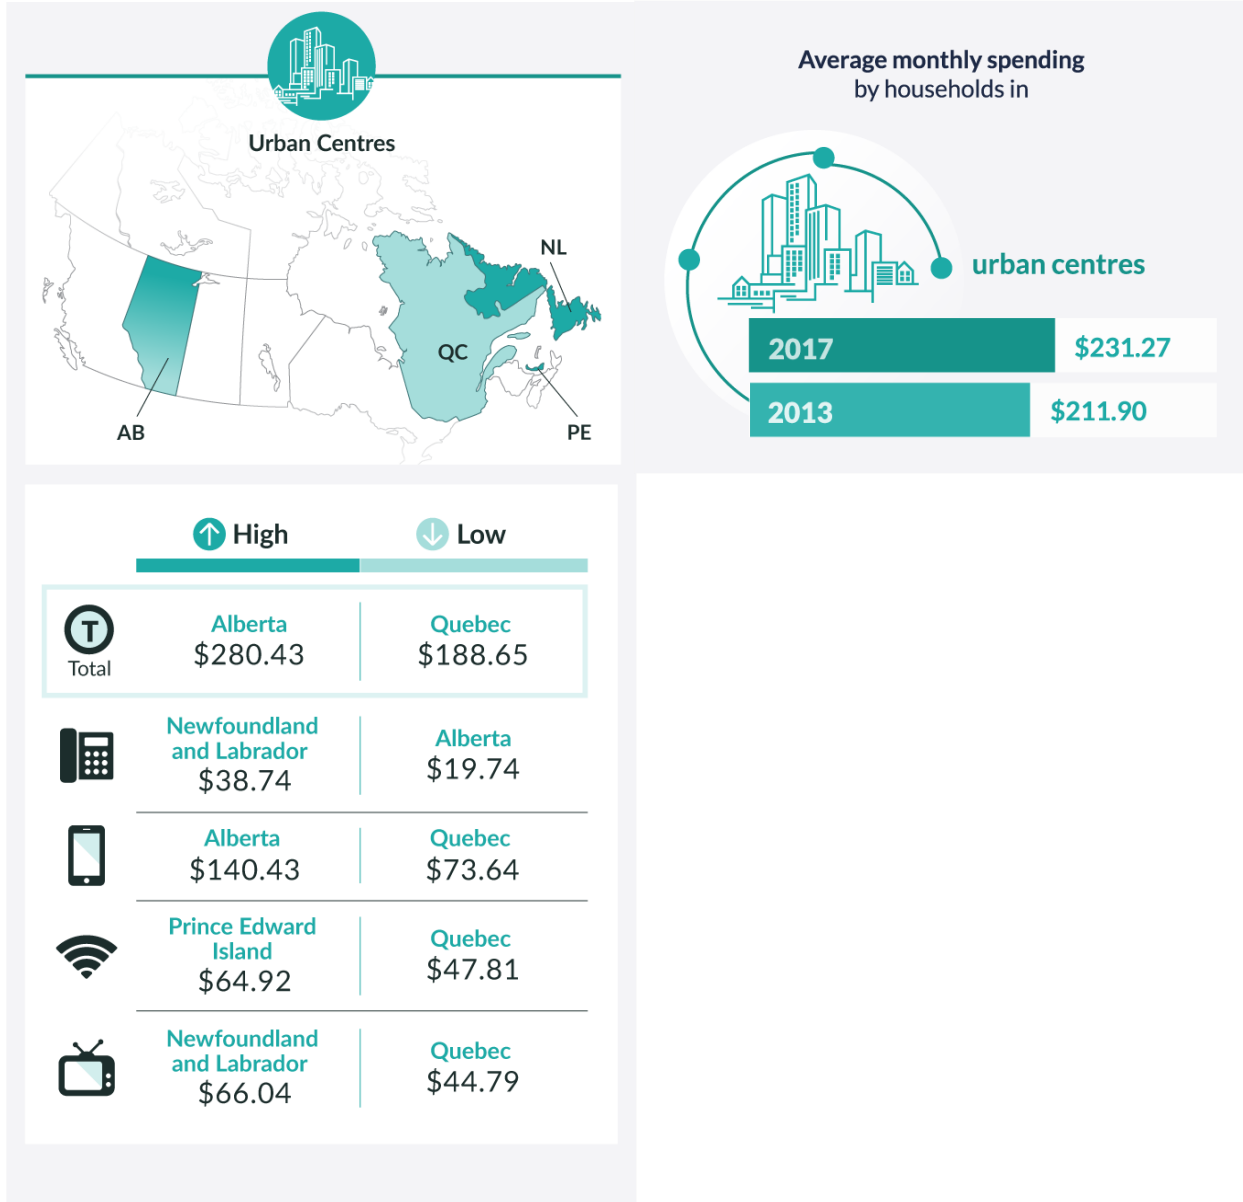 Urban Centres
NL
QC
AB
PE
Average monthly spending
by households in
urban centres
2017 $231.27
2013 $211.90
High Low
T
Total
Alberta Quebec
$280.43 $188.65
Newfoundland
and Labrador
$38.74
Alberta
$19.74
Alberta Quebec
$140.43 $73.64
Prince Edward
Island
$64.92
Quebec
$47.81
Newfoundland
and Labrador
$66.04
Quebec
$44.79